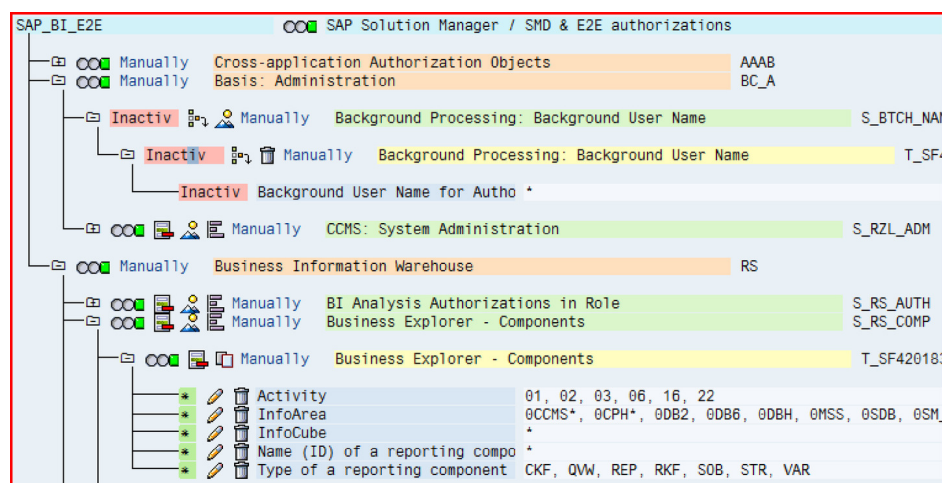 SAP_BI_E2E SAP Solution Manager / SMD & E2E authorizations
Manually Cross-application Authorization Objects AAAB
Manually Basis: Administration BC_A
Inactiv Manually Background Processing: Background User Name S_BTCH_NAM
Inactiv Manually Background Processing: Background User Name T_SF4
Inactiv Background User Name for Autho *
Manually CCMS: System Administration S_RZL_ADM
Manually Business Information Warehouse RS
Manually BI Analysis Authorizations in Role S_RS_AUTH
Manually Business Explorer - Components S_RS_COMP
Manually Business Explorer - Components T_SF420183
* Activity 01, 02, 03, 06, 16, 22
* InfoArea 0CCMS*, 0CPH*, 0DB2, 0DB6, 0DBH, 0MSS, 0SDB, 0SM_
* InfoCube *
* Name (ID) of a reporting compo *
* Type of a reporting component CKF, QVW, REP, RKF, SOB, STR, VAR